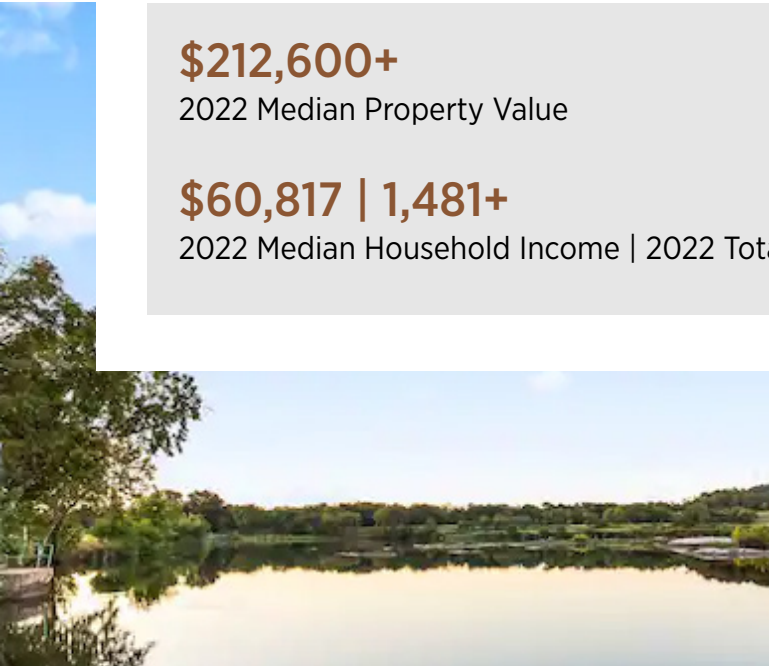 $212,600+
2022 Median Property Value
$60,817 | 1,481+
2022 Median Household Income | 2022